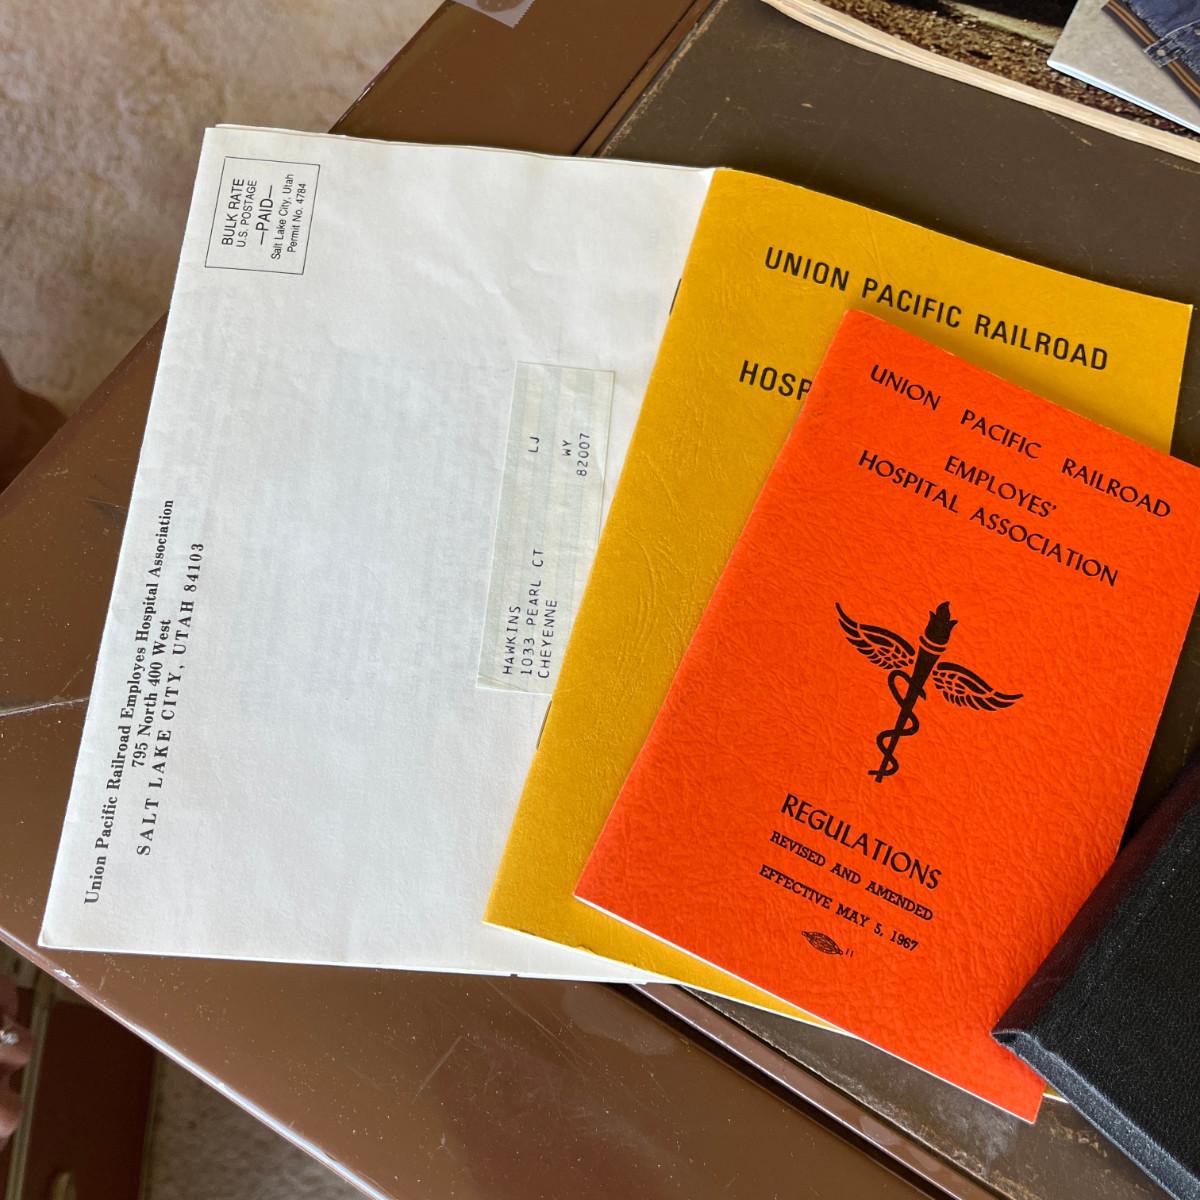 BULK RATE
U.S. POSTAGE
—PAID—
Salt Lake City, Utah
Permit No. 4784
Union Pacific Railroad Employes Hospital Association
795 North 400 West
SALT LAKE CITY, UTAH 84103
HAWKINS LJ
1033 PEARL CT
CHEYENNE WY
82007
UNION PACIFIC RAILROAD
HOSP
UNION PACIFIC RAILROAD
EMPLOYES'
HOSPITAL ASSOCIATION
REGULATIONS
REVISED AND AMENDED
EFFECTIVE MAY 5, 1967